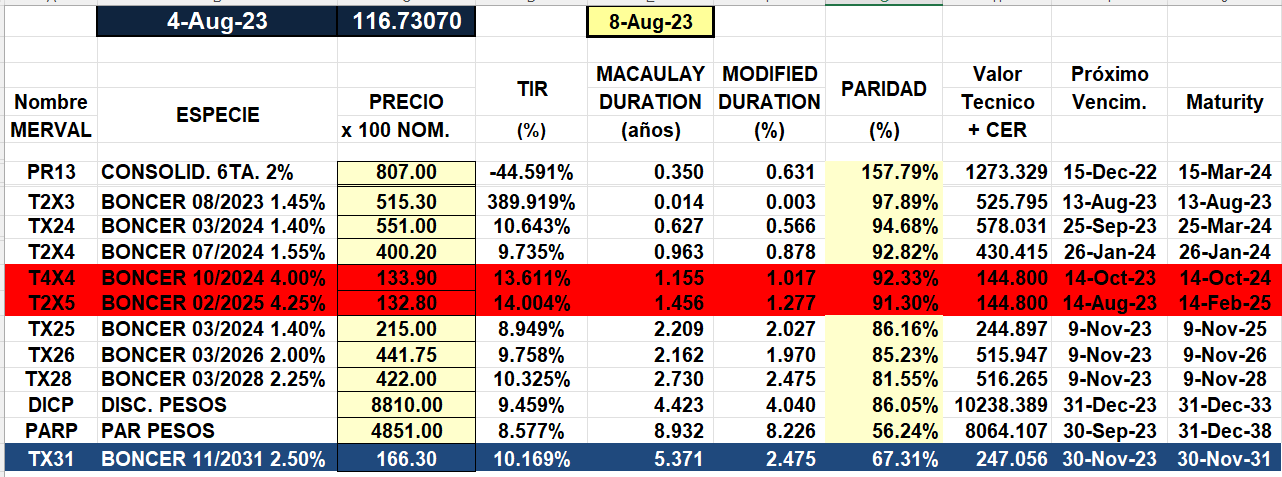 4-Aug-23 116.73070 8-Aug-23
MACAULAY MODIFIED Valor Próximo
TIR PARIDAD
Nombre PRECIO DURATION DURATION Tecnico Vencim. Maturity
ESPECIE
MERVAL x 100 NOM. (%) (años) (%) (%) + CER
PR13 CONSOLID. 6TA. 2% 807.00 -44.591% 0.350 0.631 157.79% 1273.329 15-Dec-22 15-Mar-24
T2X3 BONCER 08/2023 1.45% 515.30 389.919% 0.014 0.003 97.89% 525.795 13-Aug-23 13-Aug-23
TX24 BONCER 03/2024 1.40% 551.00 10.643% 0.627 0.566 94.68% 578.031 25-Sep-23 25-Mar-24
T2X4 BONCER 07/2024 1.55% 400.20 9.735% 0.963 0.878 92.82% 430.415 26-Jan-24 26-Jan-24
T4X4 BONCER 10/2024 4.00% 133.90 13.611% 1.155 1.017 92.33% 144.800 14-Oct-23 14-Oct-24
T2X5 BONCER 02/2025 4.25% 132.80 14.004% 1.456 1.277 91.30% 144.800 14-Aug-23 14-Feb-25
TX25 BONCER 03/2024 1.40% 215.00 8.949% 2.209 2.027 86.16% 244.897 9-Nov-23 9-Nov-25
TX26 BONCER 03/2026 2.00% 441.75 9.758% 2.162 1.970 85.23% 515.947 9-Nov-23 9-Nov-26
TX28 BONCER 03/2028 2.25% 422.00 10.325% 2.730 2.475 81.55% 516.265 9-Nov-23 9-Nov-28
DICP DISC. PESOS 8810.00 9.459% 4.423 4.040 86.05% 10238.389 31-Dec-23 31-Dec-33
PARP PAR PESOS 4851.00 8.577% 8.932 8.226 56.24% 8064.107 30-Sep-23 31-Dec-38
TX31 BONCER 11/2031 2.50% 166.30 10.169% 5.371 2.475 67.31% 247.056 30-Nov-23 30-Nov-31